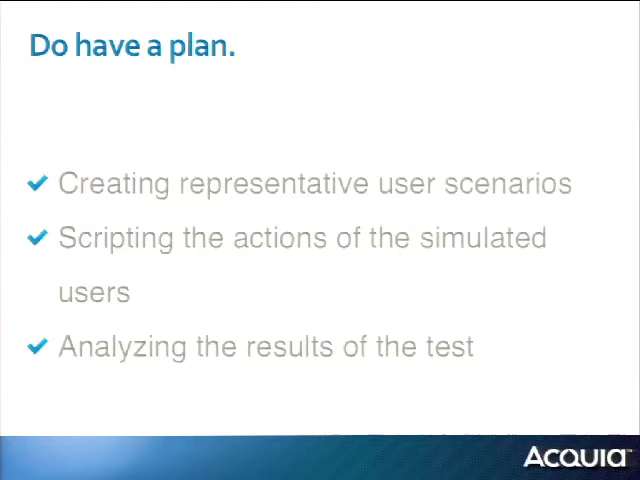 Do have a plan.
Creating representative user scenarios
Scripting the actions of the simulated
users
Analyzing the results of the test
ACQUIA™